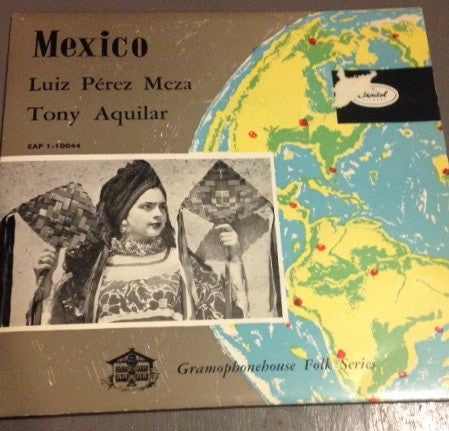 Mexico
Luiz Pérez Meza
Tony Aquilar
EAP 1-10044
Capitol
Gramophonehouse Folk Series